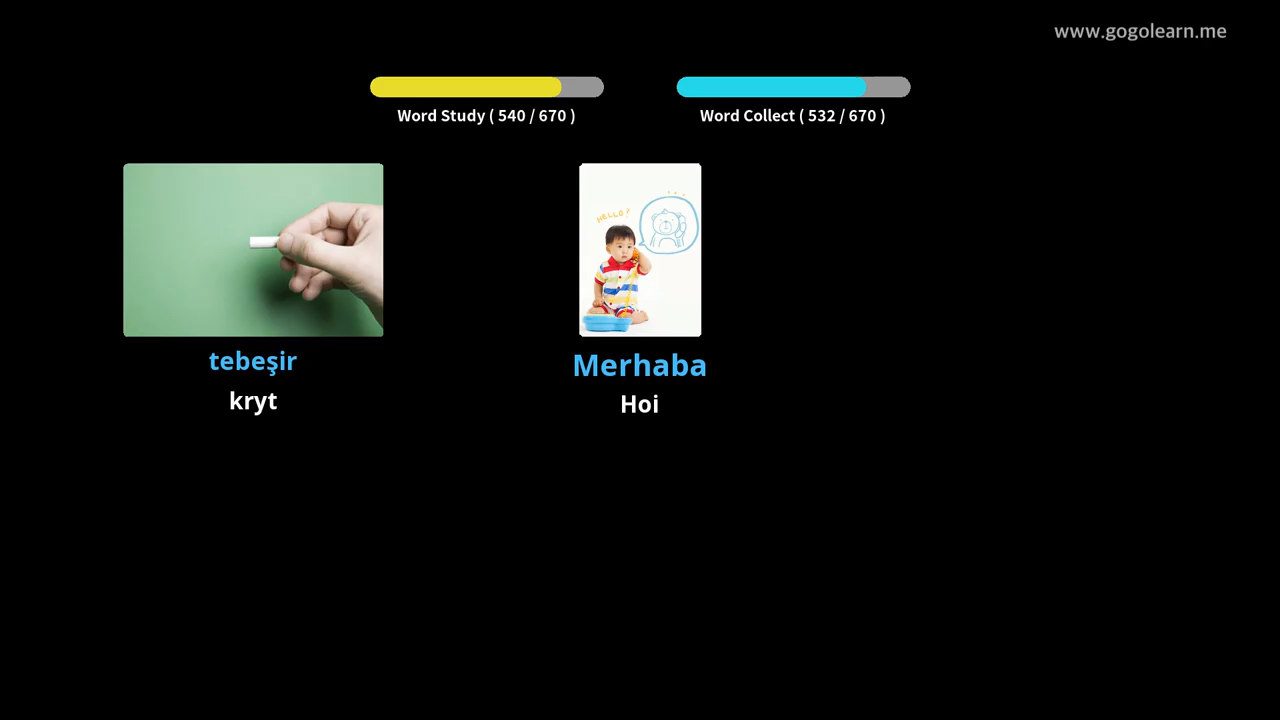 www.gogolearn.me
Word Study ( 540 / 670 )
Word Collect ( 532 / 670 )
HELLO?
tebeşir
kryt
Merhaba
Hoi